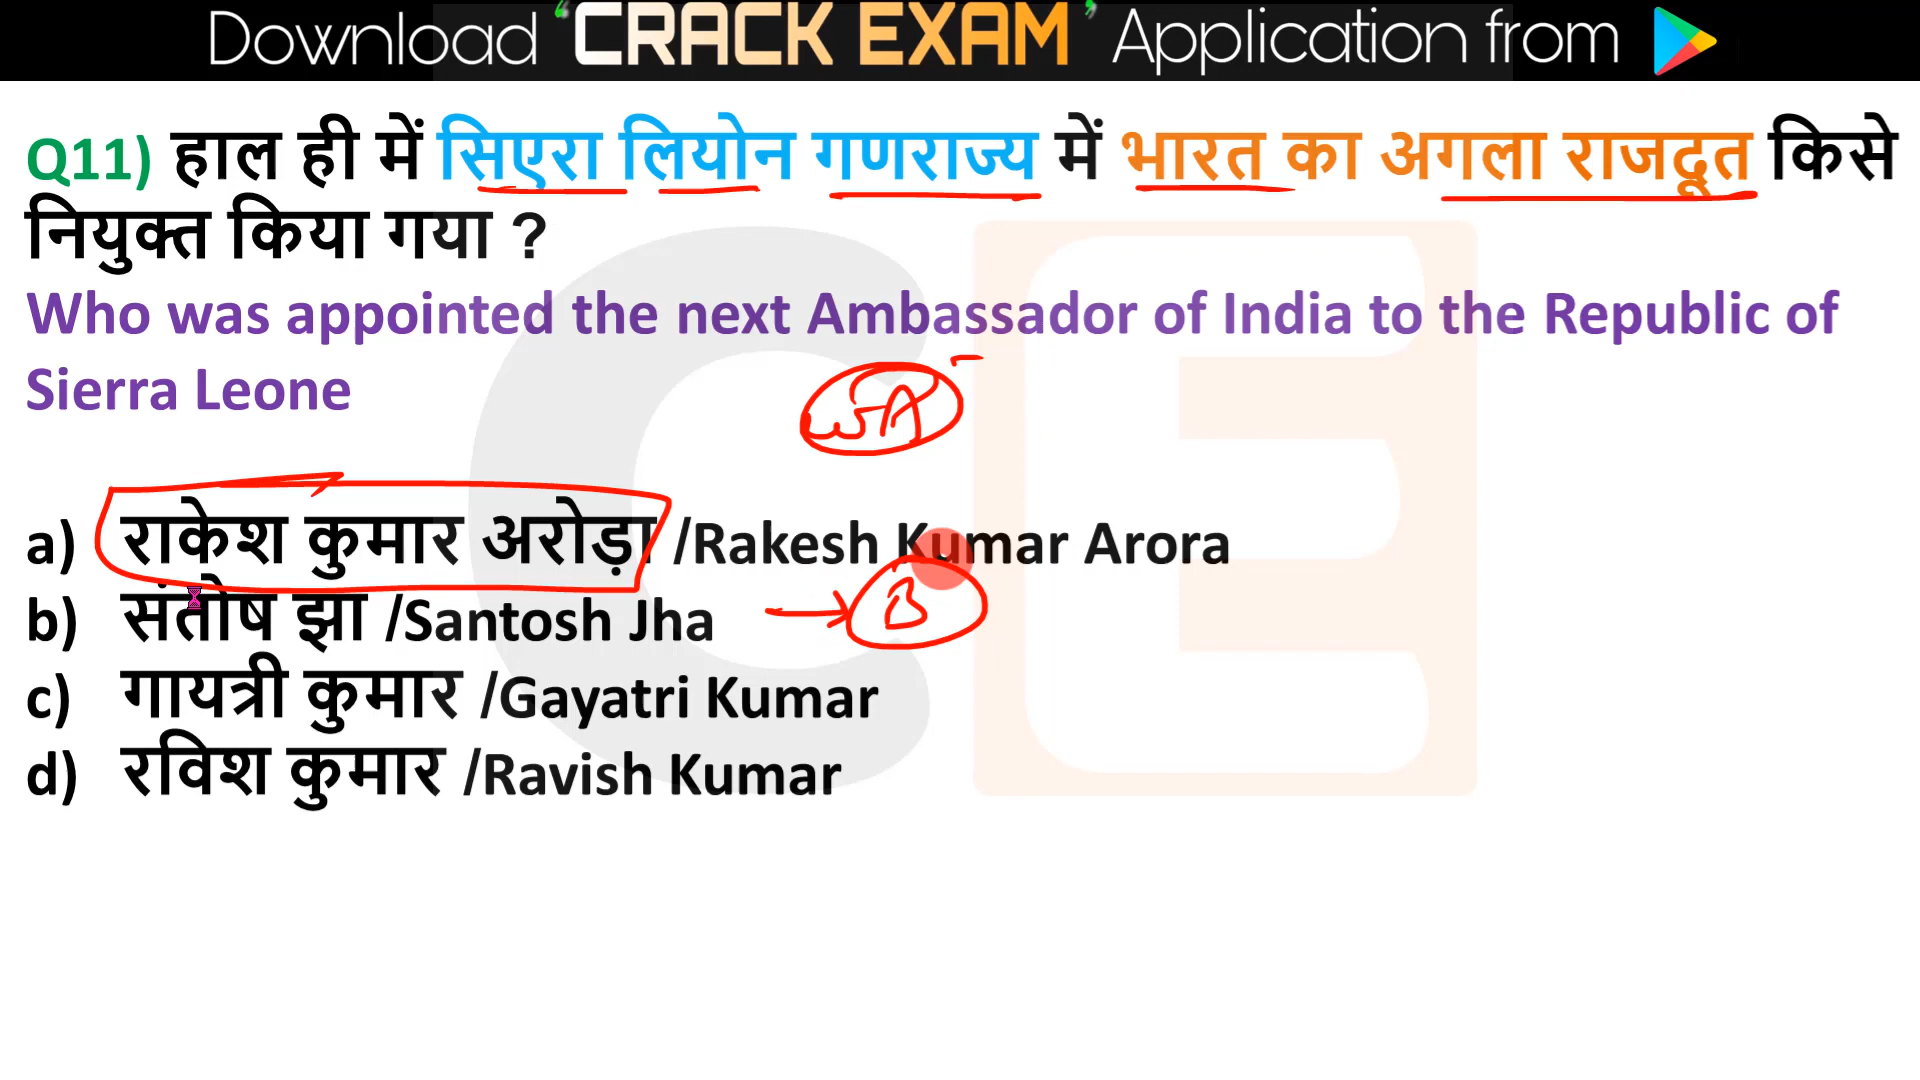 Download ‘CRACK EXAM’ Application from
Q11) हाल ही में सिएरा लियोन गणराज्य में भारत का अगला राजदूत किसे
नियुक्त किया गया ?
Who was appointed the next Ambassador of India to the Republic of
Sierra Leone
a) राकेश कुमार अरोड़ा /Rakesh Kumar Arora
b) संतोष झा /Santosh Jha → B
c) गायत्री कुमार /Gayatri Kumar
d) रविश कुमार /Ravish Kumar
CE